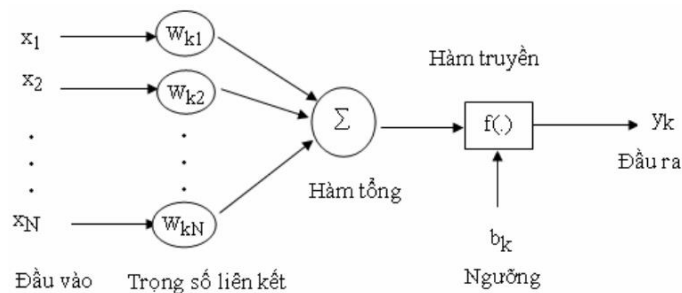 x1
Wk1
x2
Wk2
Hàm truyền
Σ
f(.)
yk
Đầu ra
Hàm tổng
xN
WkN
bk
Đầu vào
Trọng số liên kết
Ngưỡng